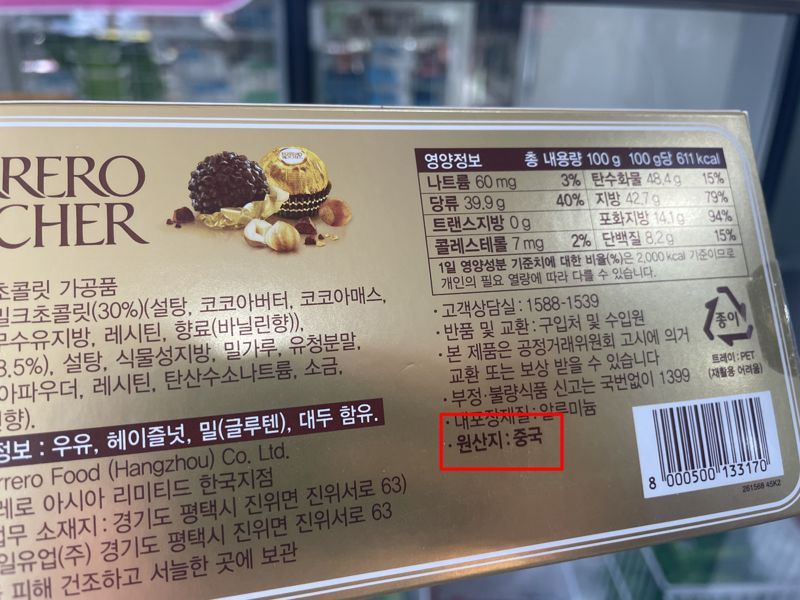 RRERO
CHER
초콜릿 가공품
밀크초콜릿(30%)(설탕, 코코아버터, 코코아매스,
무수유지방, 레시틴, 향료(바닐린향)),
8.5%), 설탕, 식물성지방, 밀가루, 유청분말,
아파우더, 레시틴, 탄산수소나트륨, 소금,
향).
정보 : 우유, 헤이즐넛, 밀(글루텐), 대두 함유.
rrero Food (Hangzhou) Co. Ltd.
레로 아시아 리미티드 한국지점
업무 소재지 : 경기도 평택시 진위면 진위서로 63)
일유업(주) 경기도 평택시 진위면 진위서로 63
피해 건조하고 서늘한 곳에 보관
영양정보 총 내용량 100 g 100 g당 611 kcal
나트륨 60 mg 3% 탄수화물 48.4 g 15%
당류 39.9 g 40% 지방 42.7 g 79%
트랜스지방 0 g 포화지방 14.1 g 94%
콜레스테롤 7 mg 2% 단백질 8.2 g 15%
1일 영양성분 기준치에 대한 비율(%)은 2,000 kcal 기준이므로
개인의 필요 열량에 따라 다를 수 있습니다.
· 고객상담실 : 1588-1539
· 반품 및 교환 : 구입처 및 수입원
· 본 제품은 공정거래위원회 고시에 의거
교환 또는 보상 받을 수 있습니다
· 부정·불량식품 신고는 국번없이 1399
· 내포장재질 : 알루미늄
· 원산지 : 중국
종이
트레이 : PET
(재활용 어려움)
8 000500 133170
261568 45K2